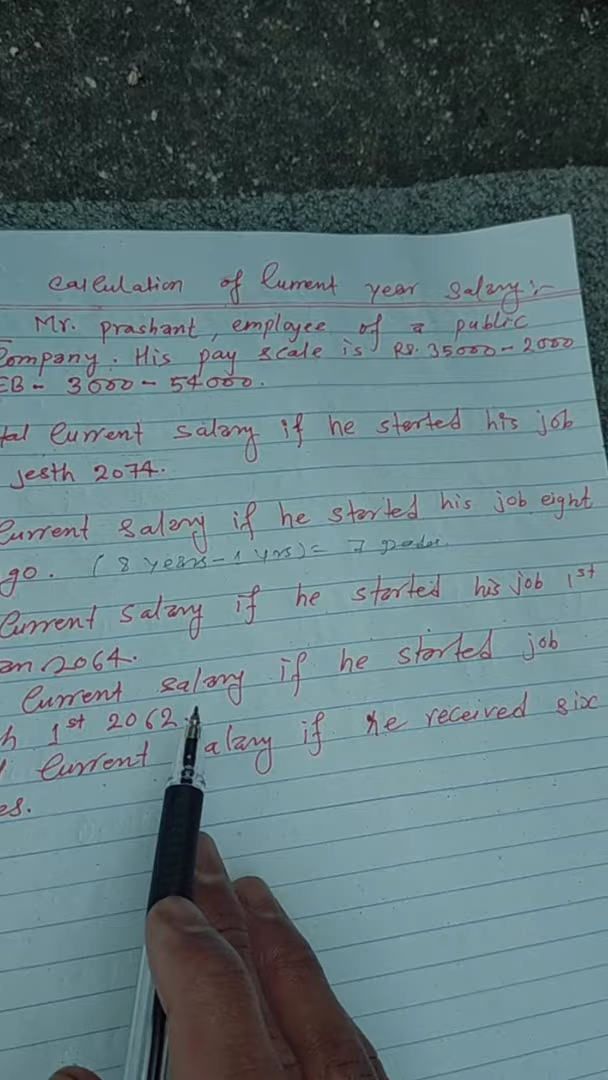 Calculation of Current year salary:-
Mr. prashant, employee of a public
Company. His pay scale is Rs. 35000 - 2000
EB - 3000 - 54000.
tal Current salary if he started his job
jesth 2074.
Current salary if he started his job eight
go. (8 years - 1 yrs) = 7
Current salary if he started his job 1st
an 2064.
Current salary if he started job
h 1st 2062.
Current salary if he received six
es.